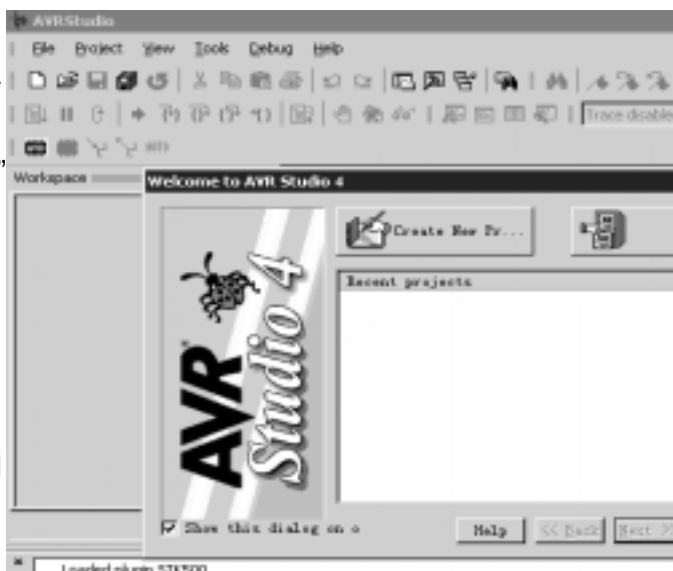 AVRStudio
File Project View Tools Debug Help
Trace disabled
Workspace
Welcome to AVR Studio 4
Create New Pr...
Recent projects
AVR Studio 4
Show this dialog on o
Help << Back Next >>
Loaded plugin STK500